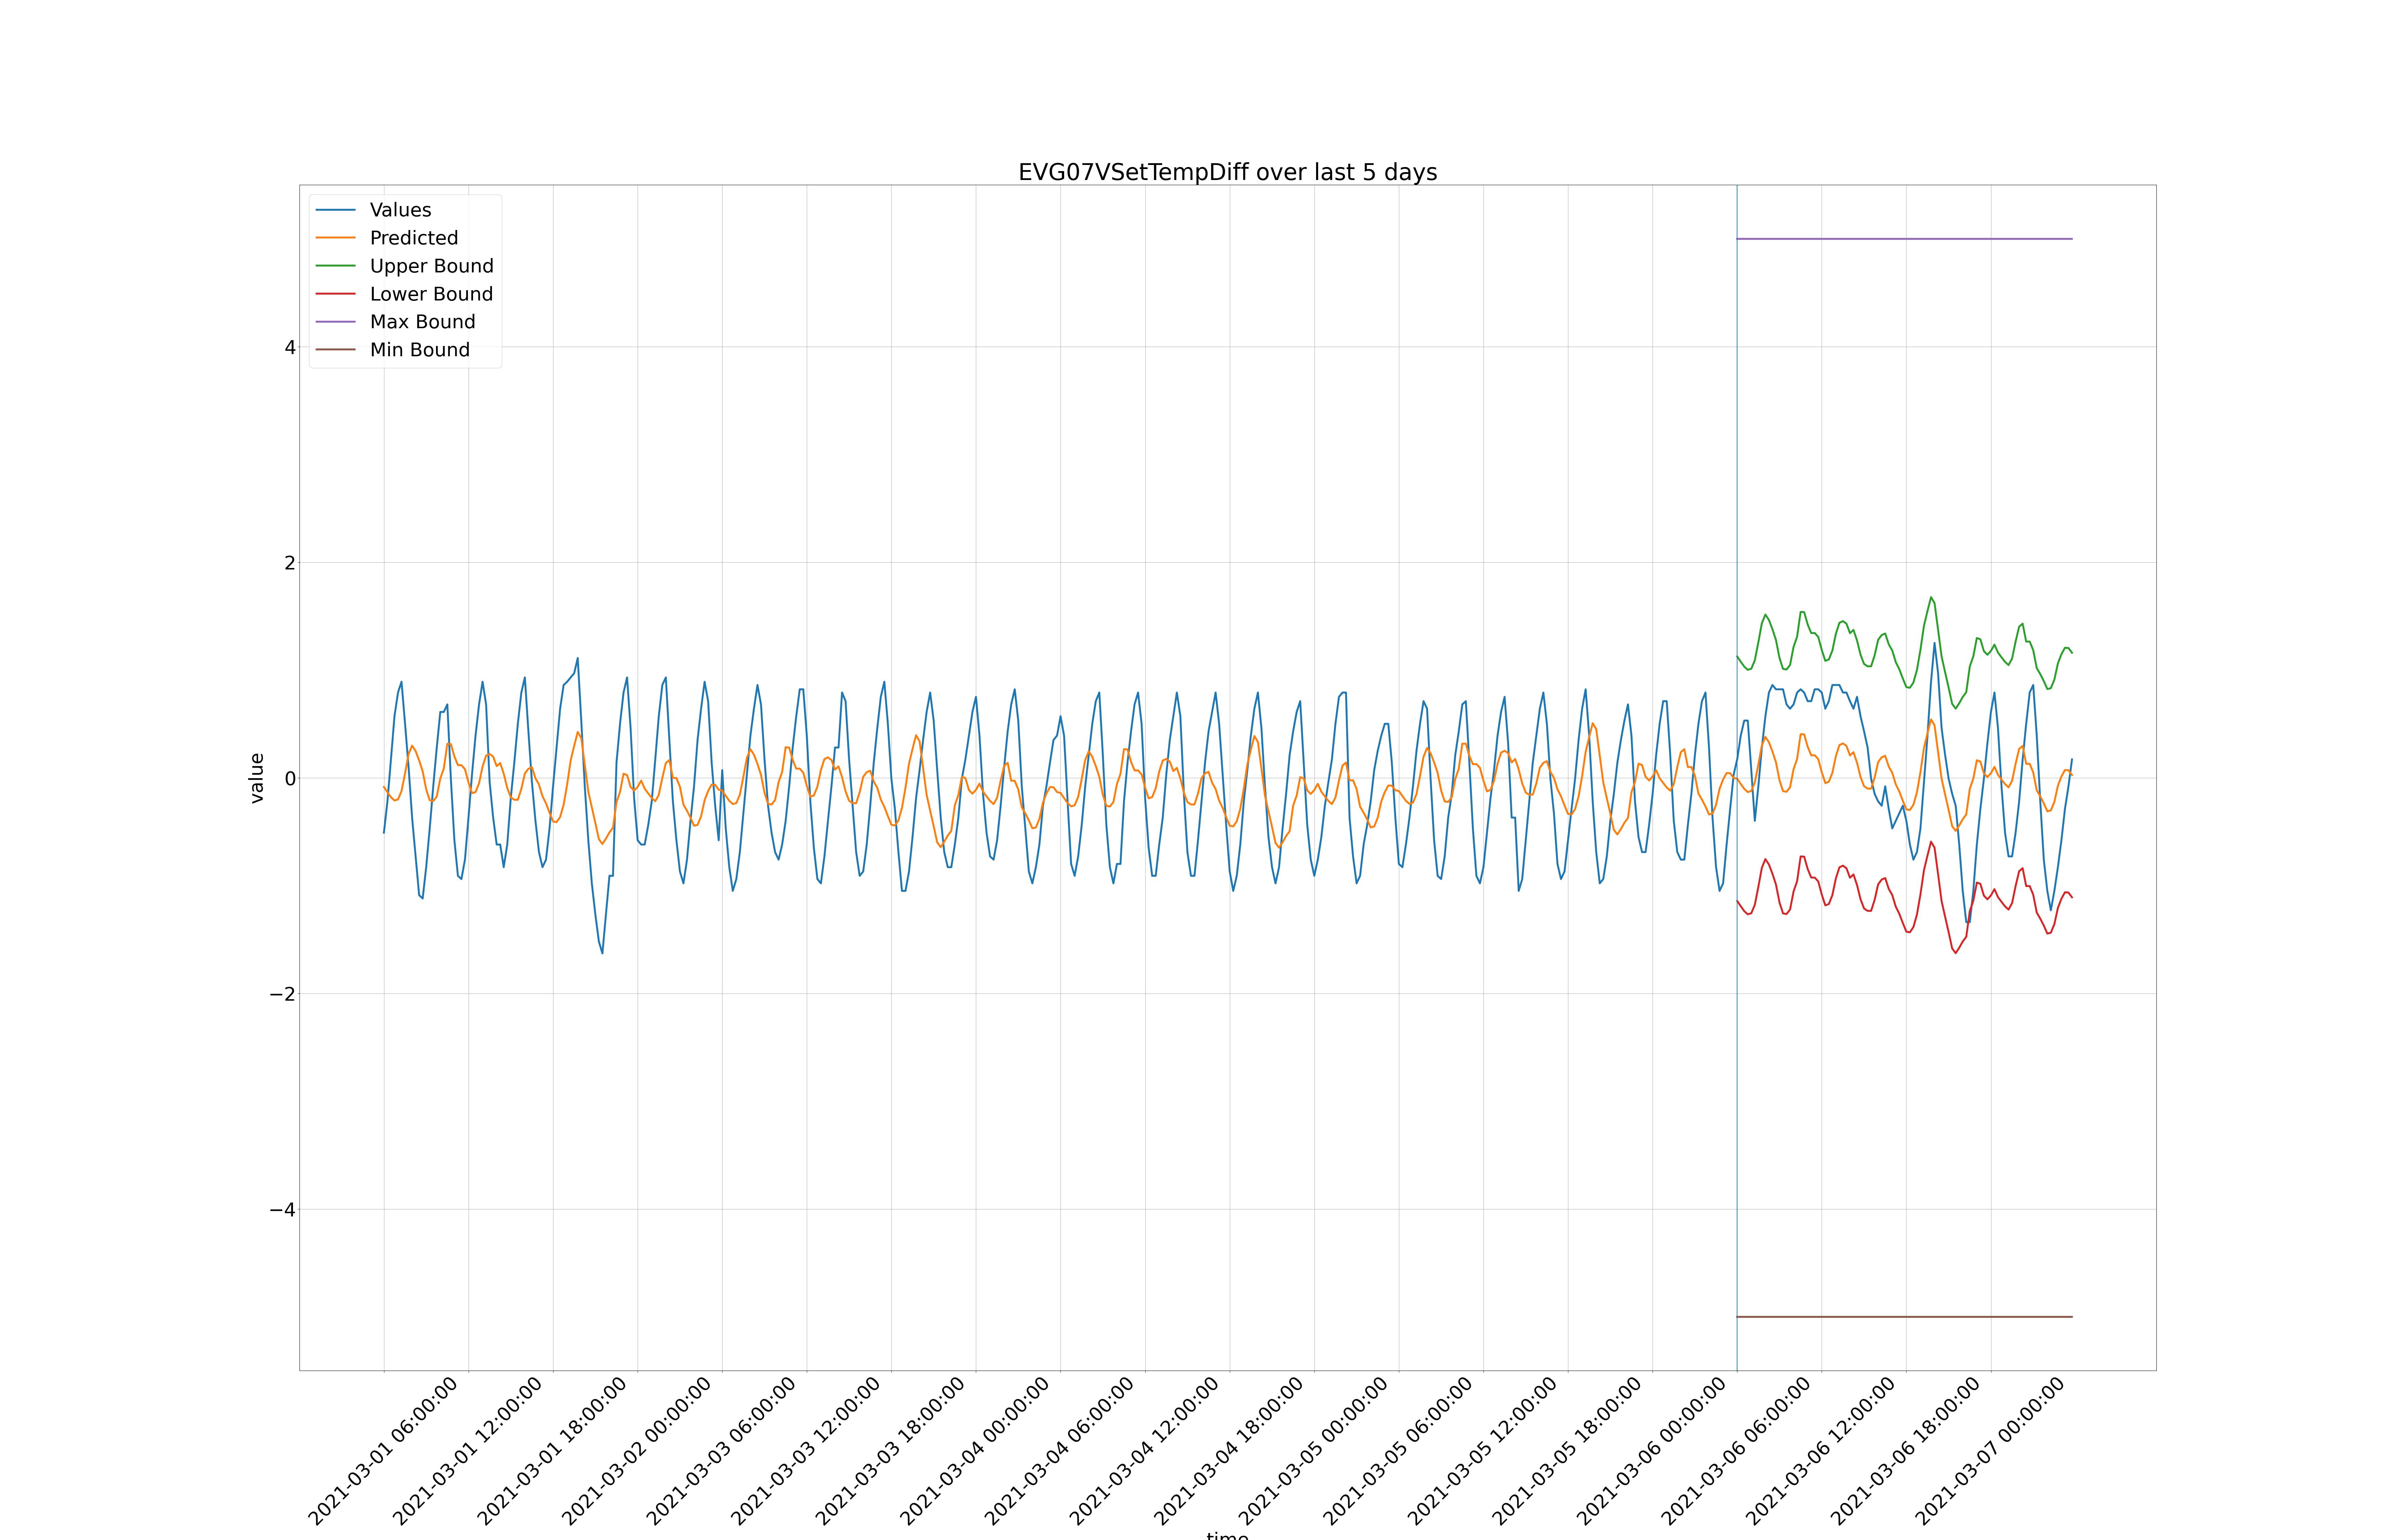 EVG07VSetTempDiff over last 5 days
Values
Predicted
Upper Bound
Lower Bound
Max Bound
Min Bound
value
4
2
0
−2
−4
2021-03-01 06:00:00
2021-03-01 12:00:00
2021-03-01 18:00:00
2021-03-02 00:00:00
2021-03-03 06:00:00
2021-03-03 12:00:00
2021-03-03 18:00:00
2021-03-04 00:00:00
2021-03-04 06:00:00
2021-03-04 12:00:00
2021-03-04 18:00:00
2021-03-05 00:00:00
2021-03-05 06:00:00
2021-03-05 12:00:00
2021-03-05 18:00:00
2021-03-06 00:00:00
2021-03-06 06:00:00
2021-03-06 12:00:00
2021-03-06 18:00:00
2021-03-07 00:00:00
time